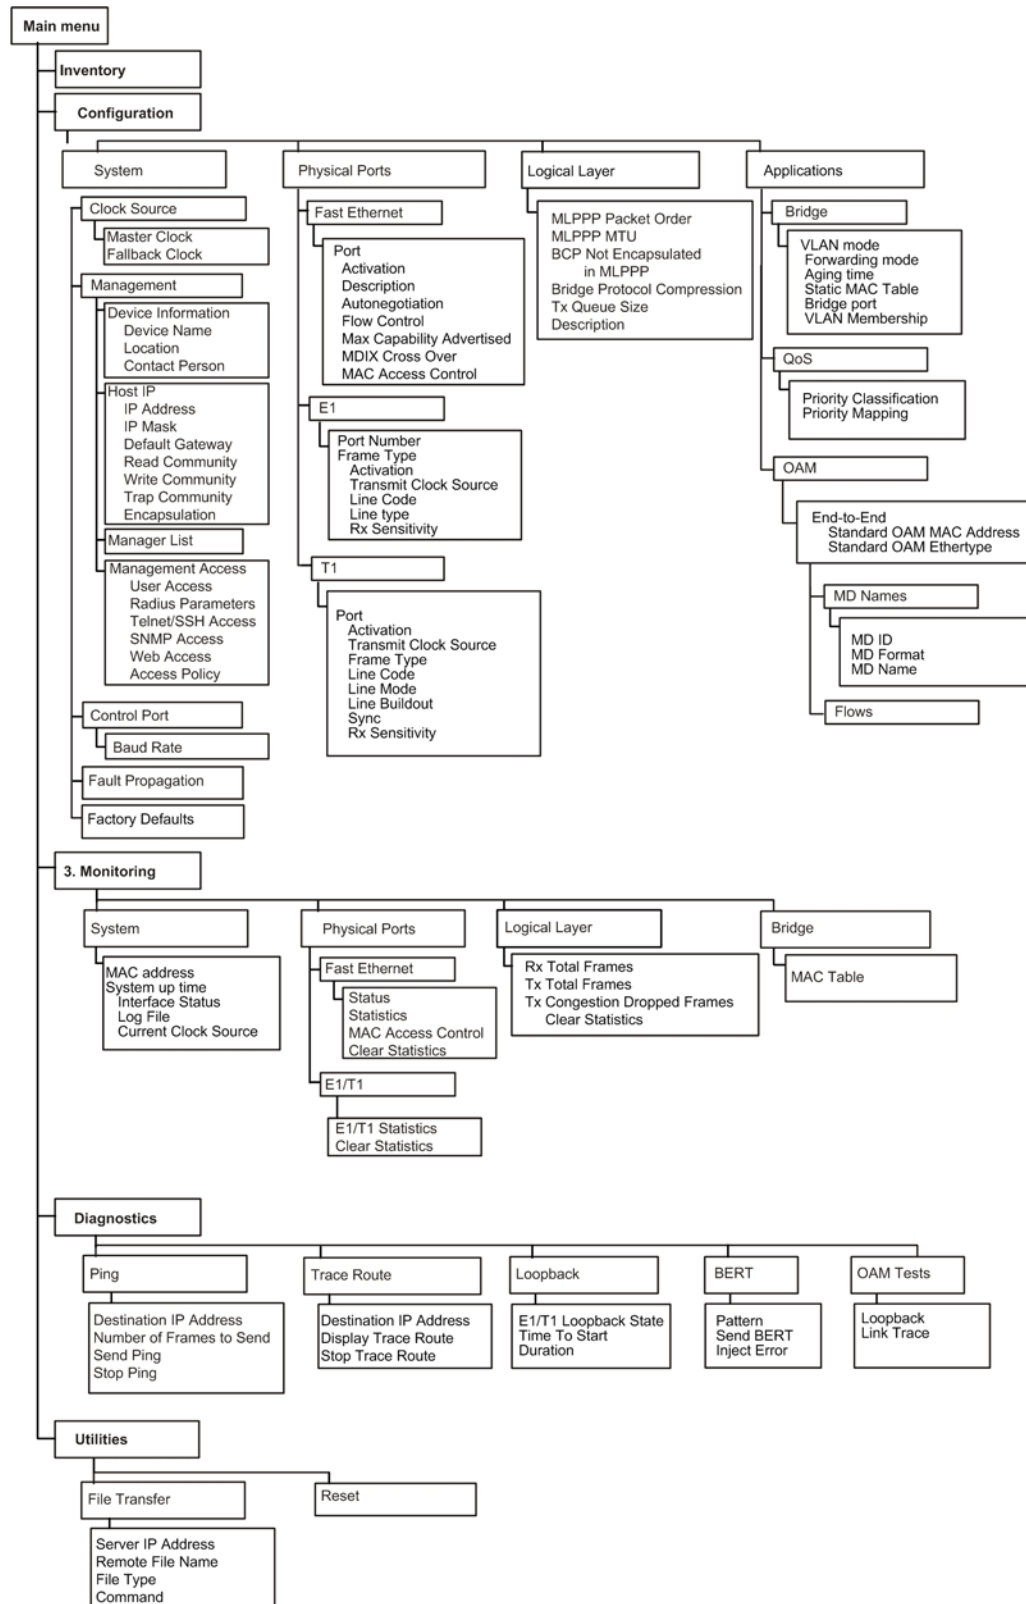 Main menu
Inventory
Configuration
System
Physical Ports
Logical Layer
Applications
Clock Source
Master Clock
Fallback Clock
Management
Device Information
Device Name
Location
Contact Person
Host IP
IP Address
IP Mask
Default Gateway
Read Community
Write Community
Trap Community
Encapsulation
Manager List
Management Access
User Access
Radius Parameters
Telnet/SSH Access
SNMP Access
Web Access
Access Policy
Control Port
Baud Rate
Fault Propagation
Factory Defaults
Fast Ethernet
Port
Activation
Description
Autonegotiation
Flow Control
Max Capability Advertised
MDIX Cross Over
MAC Access Control
E1
Port Number
Frame Type
Activation
Transmit Clock Source
Line Code
Line type
Rx Sensitivity
T1
Port
Activation
Transmit Clock Source
Frame Type
Line Code
Line Mode
Line Buildout
Sync
Rx Sensitivity
MLPPP Packet Order
MLPPP MTU
BCP Not Encapsulated
in MLPPP
Bridge Protocol Compression
Tx Queue Size
Description
Bridge
VLAN mode
Forwarding mode
Aging time
Static MAC Table
Bridge port
VLAN Membership
QoS
Priority Classification
Priority Mapping
OAM
End-to-End
Standard OAM MAC Address
Standard OAM Ethertype
MD Names
MD ID
MD Format
MD Name
Flows
3. Monitoring
System
Physical Ports
Logical Layer
Bridge
MAC address
System up time
Interface Status
Log File
Current Clock Source
Fast Ethernet
Status
Statistics
MAC Access Control
Clear Statistics
E1/T1
E1/T1 Statistics
Clear Statistics
Rx Total Frames
Tx Total Frames
Tx Congestion Dropped Frames
Clear Statistics
MAC Table
Diagnostics
Ping
Trace Route
Loopback
BERT
OAM Tests
Destination IP Address
Number of Frames to Send
Send Ping
Stop Ping
Destination IP Address
Display Trace Route
Stop Trace Route
E1/T1 Loopback State
Time To Start
Duration
Pattern
Send BERT
Inject Error
Loopback
Link Trace
Utilities
File Transfer
Reset
Server IP Address
Remote File Name
File Type
Command